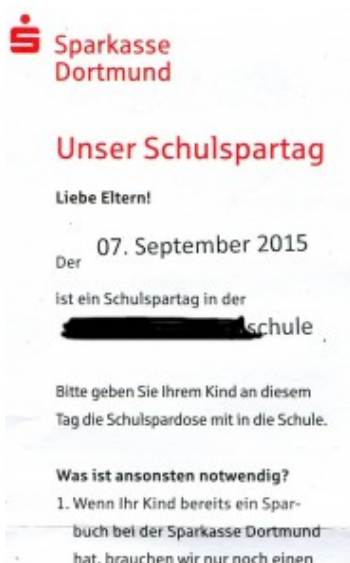 Sparkasse
Dortmund
Unser Schulspartag
Liebe Eltern!
Der 07. September 2015
ist ein Schulspartag in der
schule
Bitte geben Sie Ihrem Kind an diesem
Tag die Schulspardose mit in die Schule.
Was ist ansonsten notwendig?
1. Wenn Ihr Kind bereits ein Spar-
buch bei der Sparkasse Dortmund
hat, brauchen wir nur noch einen